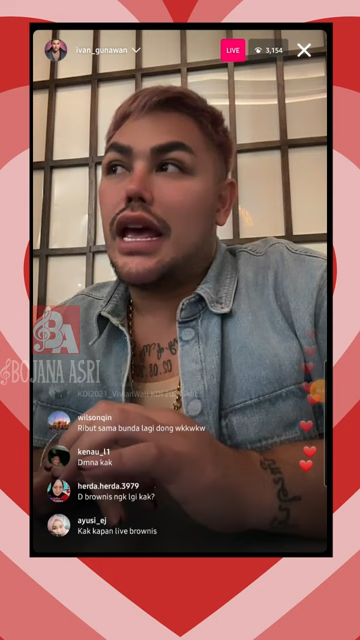 ivan_gunawan
LIVE
3,154
BA
BOJANA ASRI
wilsonqin
Ribut sama bunda lagi dong wkkwkw
kenau_l1
Dmna kak
herda.herda.3979
D brownis ngk lgi kak?
ayusi_ej
Kak kapan live brownis